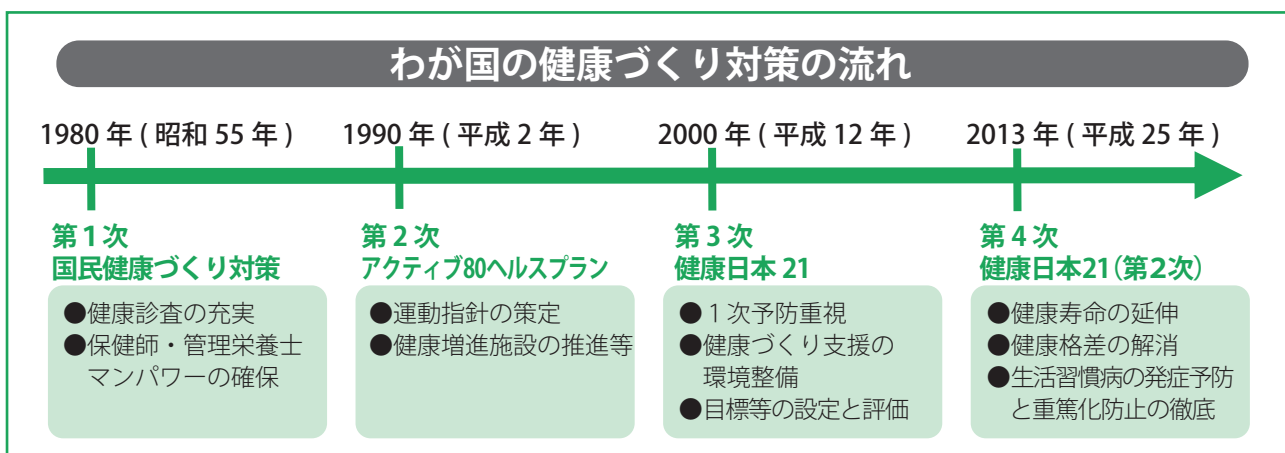 わが国の健康づくり対策の流れ
1980 年 ( 昭和 55 年 )
1990 年 ( 平成 2 年 )
2000 年 ( 平成 12 年 )
2013 年 ( 平成 25 年 )
第 1 次
国民健康づくり対策
●健康診査の充実
●保健師・管理栄養士
マンパワーの確保
第 2 次
アクティブ80ヘルスプラン
●運動指針の策定
●健康増進施設の推進等
第 3 次
健康日本 21
●１次予防重視
●健康づくり支援の
環境整備
●目標等の設定と評価
第 4 次
健康日本21（第２次）
●健康寿命の延伸
●健康格差の解消
●生活習慣病の発症予防
と重篤化防止の徹底